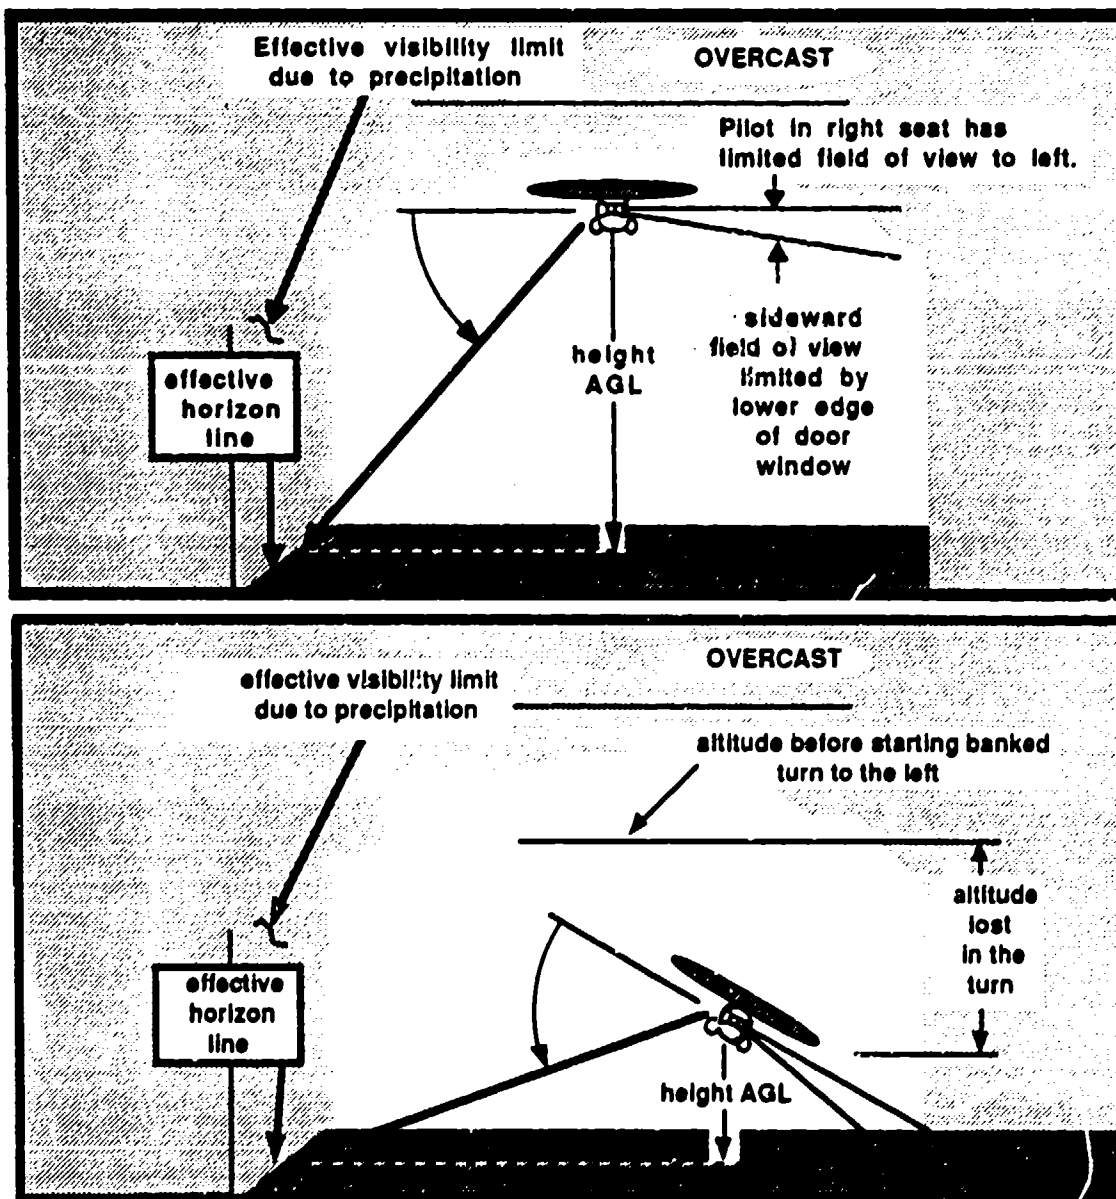 Effective visibility limit
due to precipitation
OVERCAST
Pilot in right seat has
limited field of view to left.
sideward
field of view
limited by
lower edge
of door
window
height
AGL
effective
horizon
line
OVERCAST
effective visibility limit
due to precipitation
altitude before starting banked
turn to the left
altitude
lost
in the
turn
effective
horizon
line
height AGL